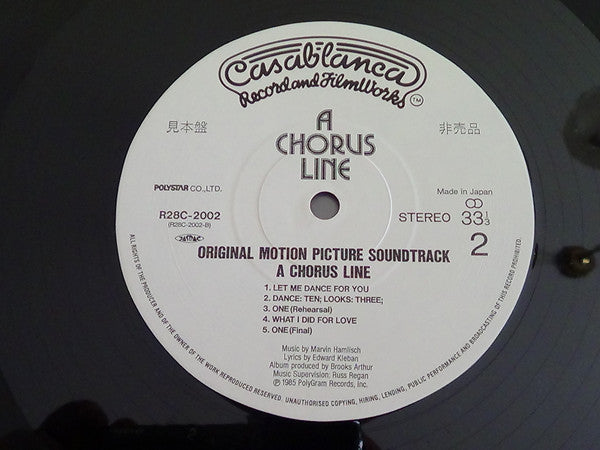 Casablanca
Record and FilmWorks TM
見本盤
A
CHORUS
LINE
非売品
POLYSTAR CO., LTD.
R28C-2002
(R28C-2002-B)
Made in Japan
STEREO 33 1/3
2
ORIGINAL MOTION PICTURE SOUNDTRACK
A CHORUS LINE
1. LET ME DANCE FOR YOU
2. DANCE: TEN; LOOKS: THREE;
3. ONE (Rehearsal)
4. WHAT I DID FOR LOVE
5. ONE (Final)
Music by Marvin Hamlisch
Lyrics by Edward Kleban
Album produced by Brooks Arthur
Music Supervision: Russ Regan
℗ 1985 PolyGram Records, Inc.
ALL RIGHTS OF THE PRODUCER AND OF THE OWNER OF THE WORK REPRODUCED RESERVED. UNAUTHORISED COPYING, HIRING, LENDING, PUBLIC PERFORMANCE AND BROADCASTING OF THIS RECORD PROHIBITED.